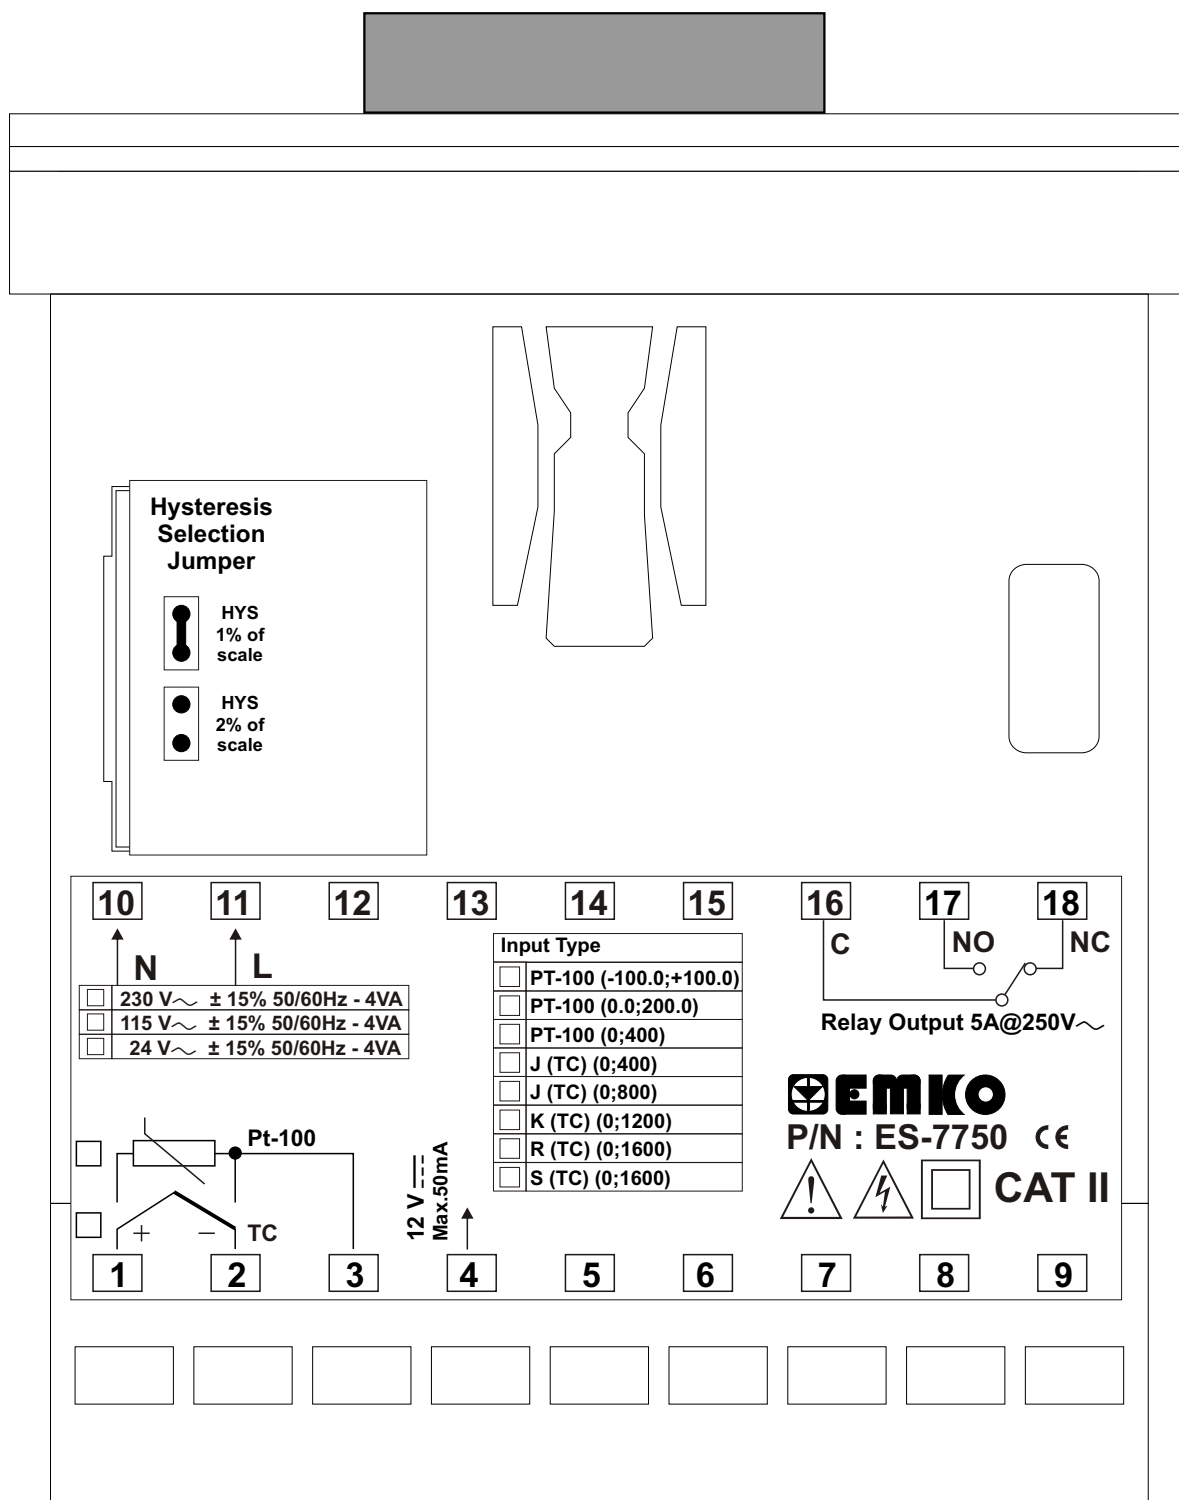 Hysteresis
Selection
Jumper
HYS
1% of
scale
HYS
2% of
scale
10 11 12 13 14 15 16 17 18
N L
C NO NC
230 V～ ± 15% 50/60Hz - 4VA
115 V～ ± 15% 50/60Hz - 4VA
24 V～ ± 15% 50/60Hz - 4VA
Input Type
PT-100 (-100.0;+100.0)
PT-100 (0.0;200.0)
PT-100 (0;400)
J (TC) (0;400)
J (TC) (0;800)
K (TC) (0;1200)
R (TC) (0;1600)
S (TC) (0;1600)
Relay Output 5A@250V～
EMKO
P/N : ES-7750 CE
CAT II
Pt-100
+ − TC
12 V ⎓
Max.50mA
1 2 3 4 5 6 7 8 9